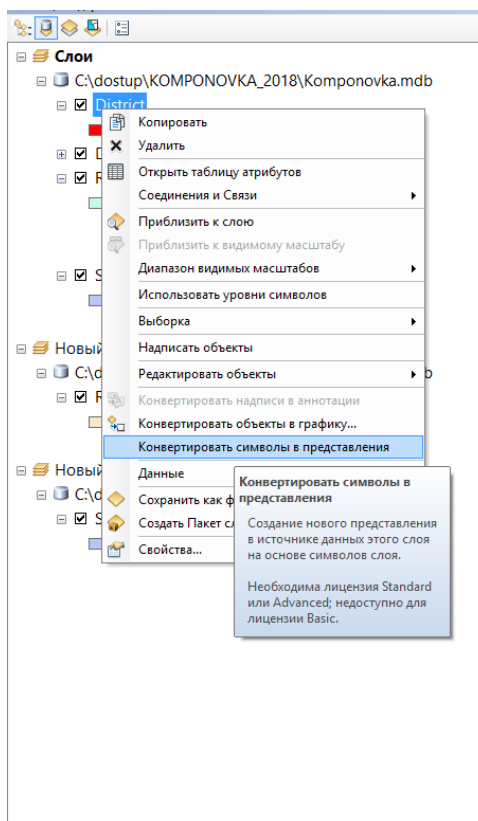 Слои
C:\dostup\KOMPONOVKA_2018\Komponovka.mdb
District
Копировать
Удалить
Открыть таблицу атрибутов
Соединения и Связи
Приблизить к слою
Приблизить к видимому масштабу
Диапазон видимых масштабов
Использовать уровни символов
Выборка
Надписать объекты
Редактировать объекты
Конвертировать надписи в аннотации
Конвертировать объекты в графику...
Конвертировать символы в представления
Данные
Сохранить как ф
Создать Пакет сл
Свойства...
R
S
Новый
C:\d
R
Новый
C:\d
S
Конвертировать символы в
представления
Создание нового представления
в источнике данных этого слоя
на основе символов слоя.
Необходима лицензия Standard
или Advanced; недоступно для
лицензии Basic.